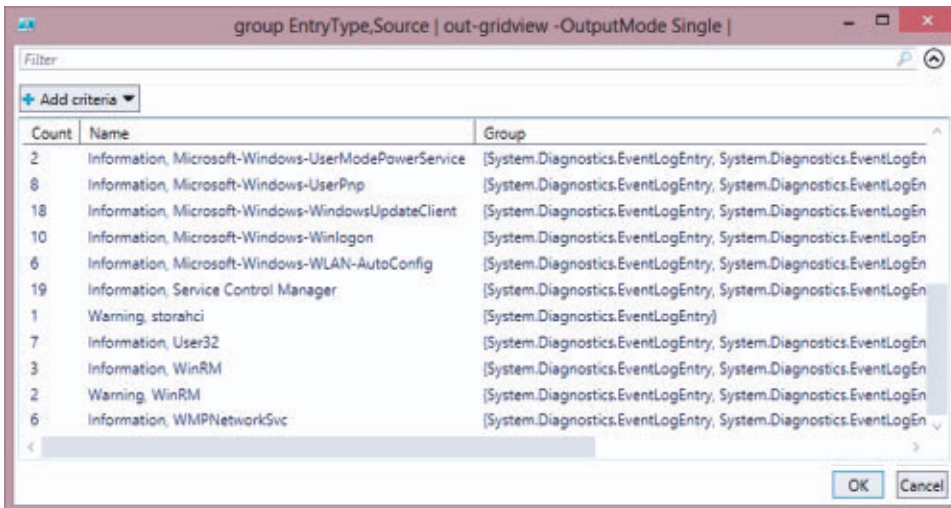 group EntryType,Source | out-gridview -OutputMode Single |
Filter
Add criteria
Count Name Group
2 Information, Microsoft-Windows-UserModePowerService {System.Diagnostics.EventLogEntry, System.Diagnostics.EventLogEn
8 Information, Microsoft-Windows-UserPnp {System.Diagnostics.EventLogEntry, System.Diagnostics.EventLogEn
18 Information, Microsoft-Windows-WindowsUpdateClient {System.Diagnostics.EventLogEntry, System.Diagnostics.EventLogEn
10 Information, Microsoft-Windows-Winlogon {System.Diagnostics.EventLogEntry, System.Diagnostics.EventLogEn
6 Information, Microsoft-Windows-WLAN-AutoConfig {System.Diagnostics.EventLogEntry, System.Diagnostics.EventLogEn
19 Information, Service Control Manager {System.Diagnostics.EventLogEntry, System.Diagnostics.EventLogEn
1 Warning, storahci {System.Diagnostics.EventLogEntry}
7 Information, User32 {System.Diagnostics.EventLogEntry, System.Diagnostics.EventLogEn
3 Information, WinRM {System.Diagnostics.EventLogEntry, System.Diagnostics.EventLogEn
2 Warning, WinRM {System.Diagnostics.EventLogEntry, System.Diagnostics.EventLogEn
6 Information, WMPNetworkSvc {System.Diagnostics.EventLogEntry, System.Diagnostics.EventLogEn
OK Cancel